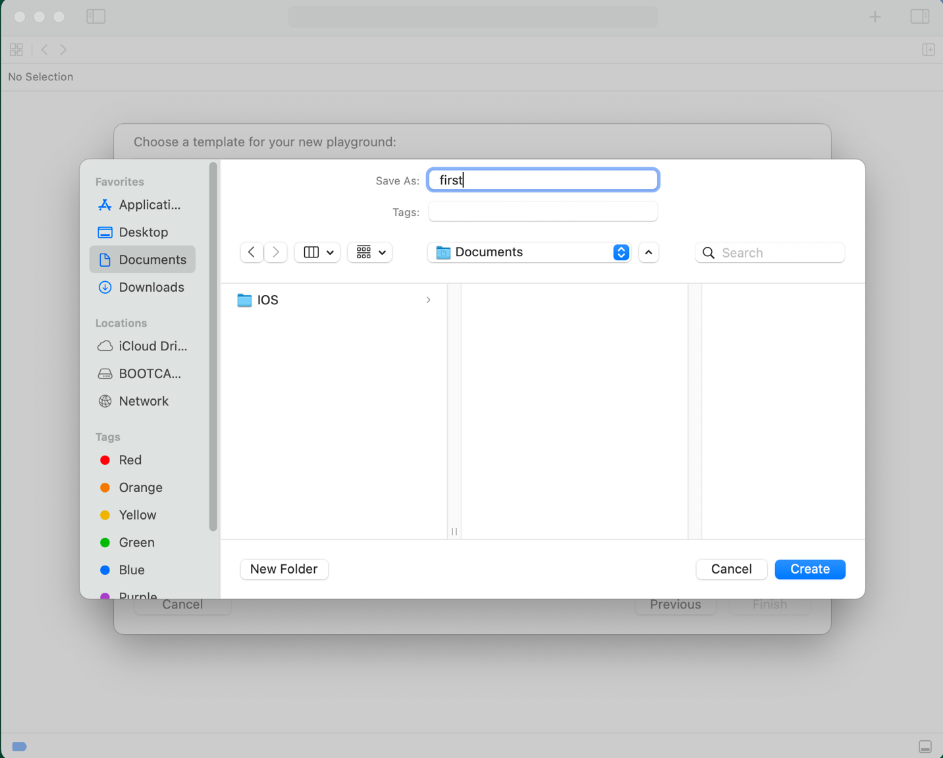 No Selection
Choose a template for your new playground:
Favorites
Applicati...
Desktop
Documents
Downloads
Locations
iCloud Dri...
BOOTCA...
Network
Tags
Red
Orange
Yellow
Green
Blue
Purple
Save As: first
Tags:
Documents
Search
IOS
New Folder
Cancel
Create
Cancel
Previous
Finish